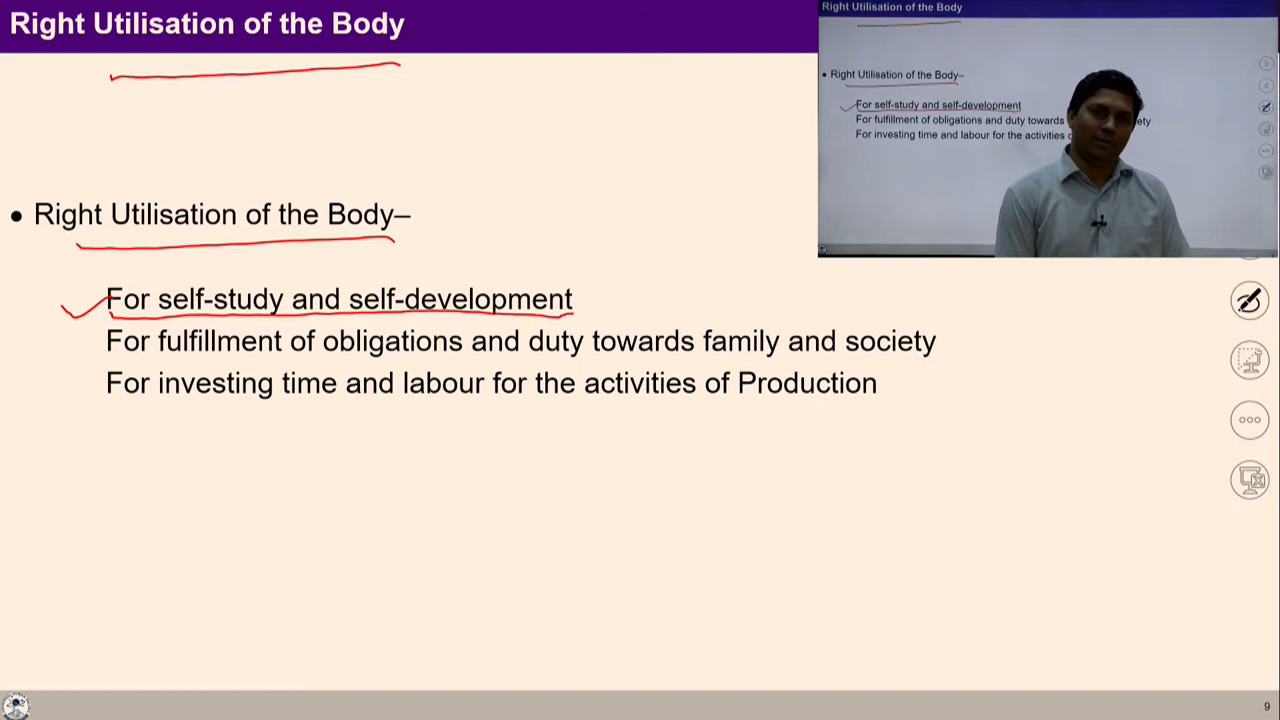 Right Utilisation of the Body
• Right Utilisation of the Body–
For self-study and self-development
For fulfillment of obligations and duty towards family and society
For investing time and labour for the activities of Production
Right Utilisation of the Body
• Right Utilisation of the Body–
For self-study and self-development
For fulfillment of obligations and duty towards
For investing time and labour for the activities
9